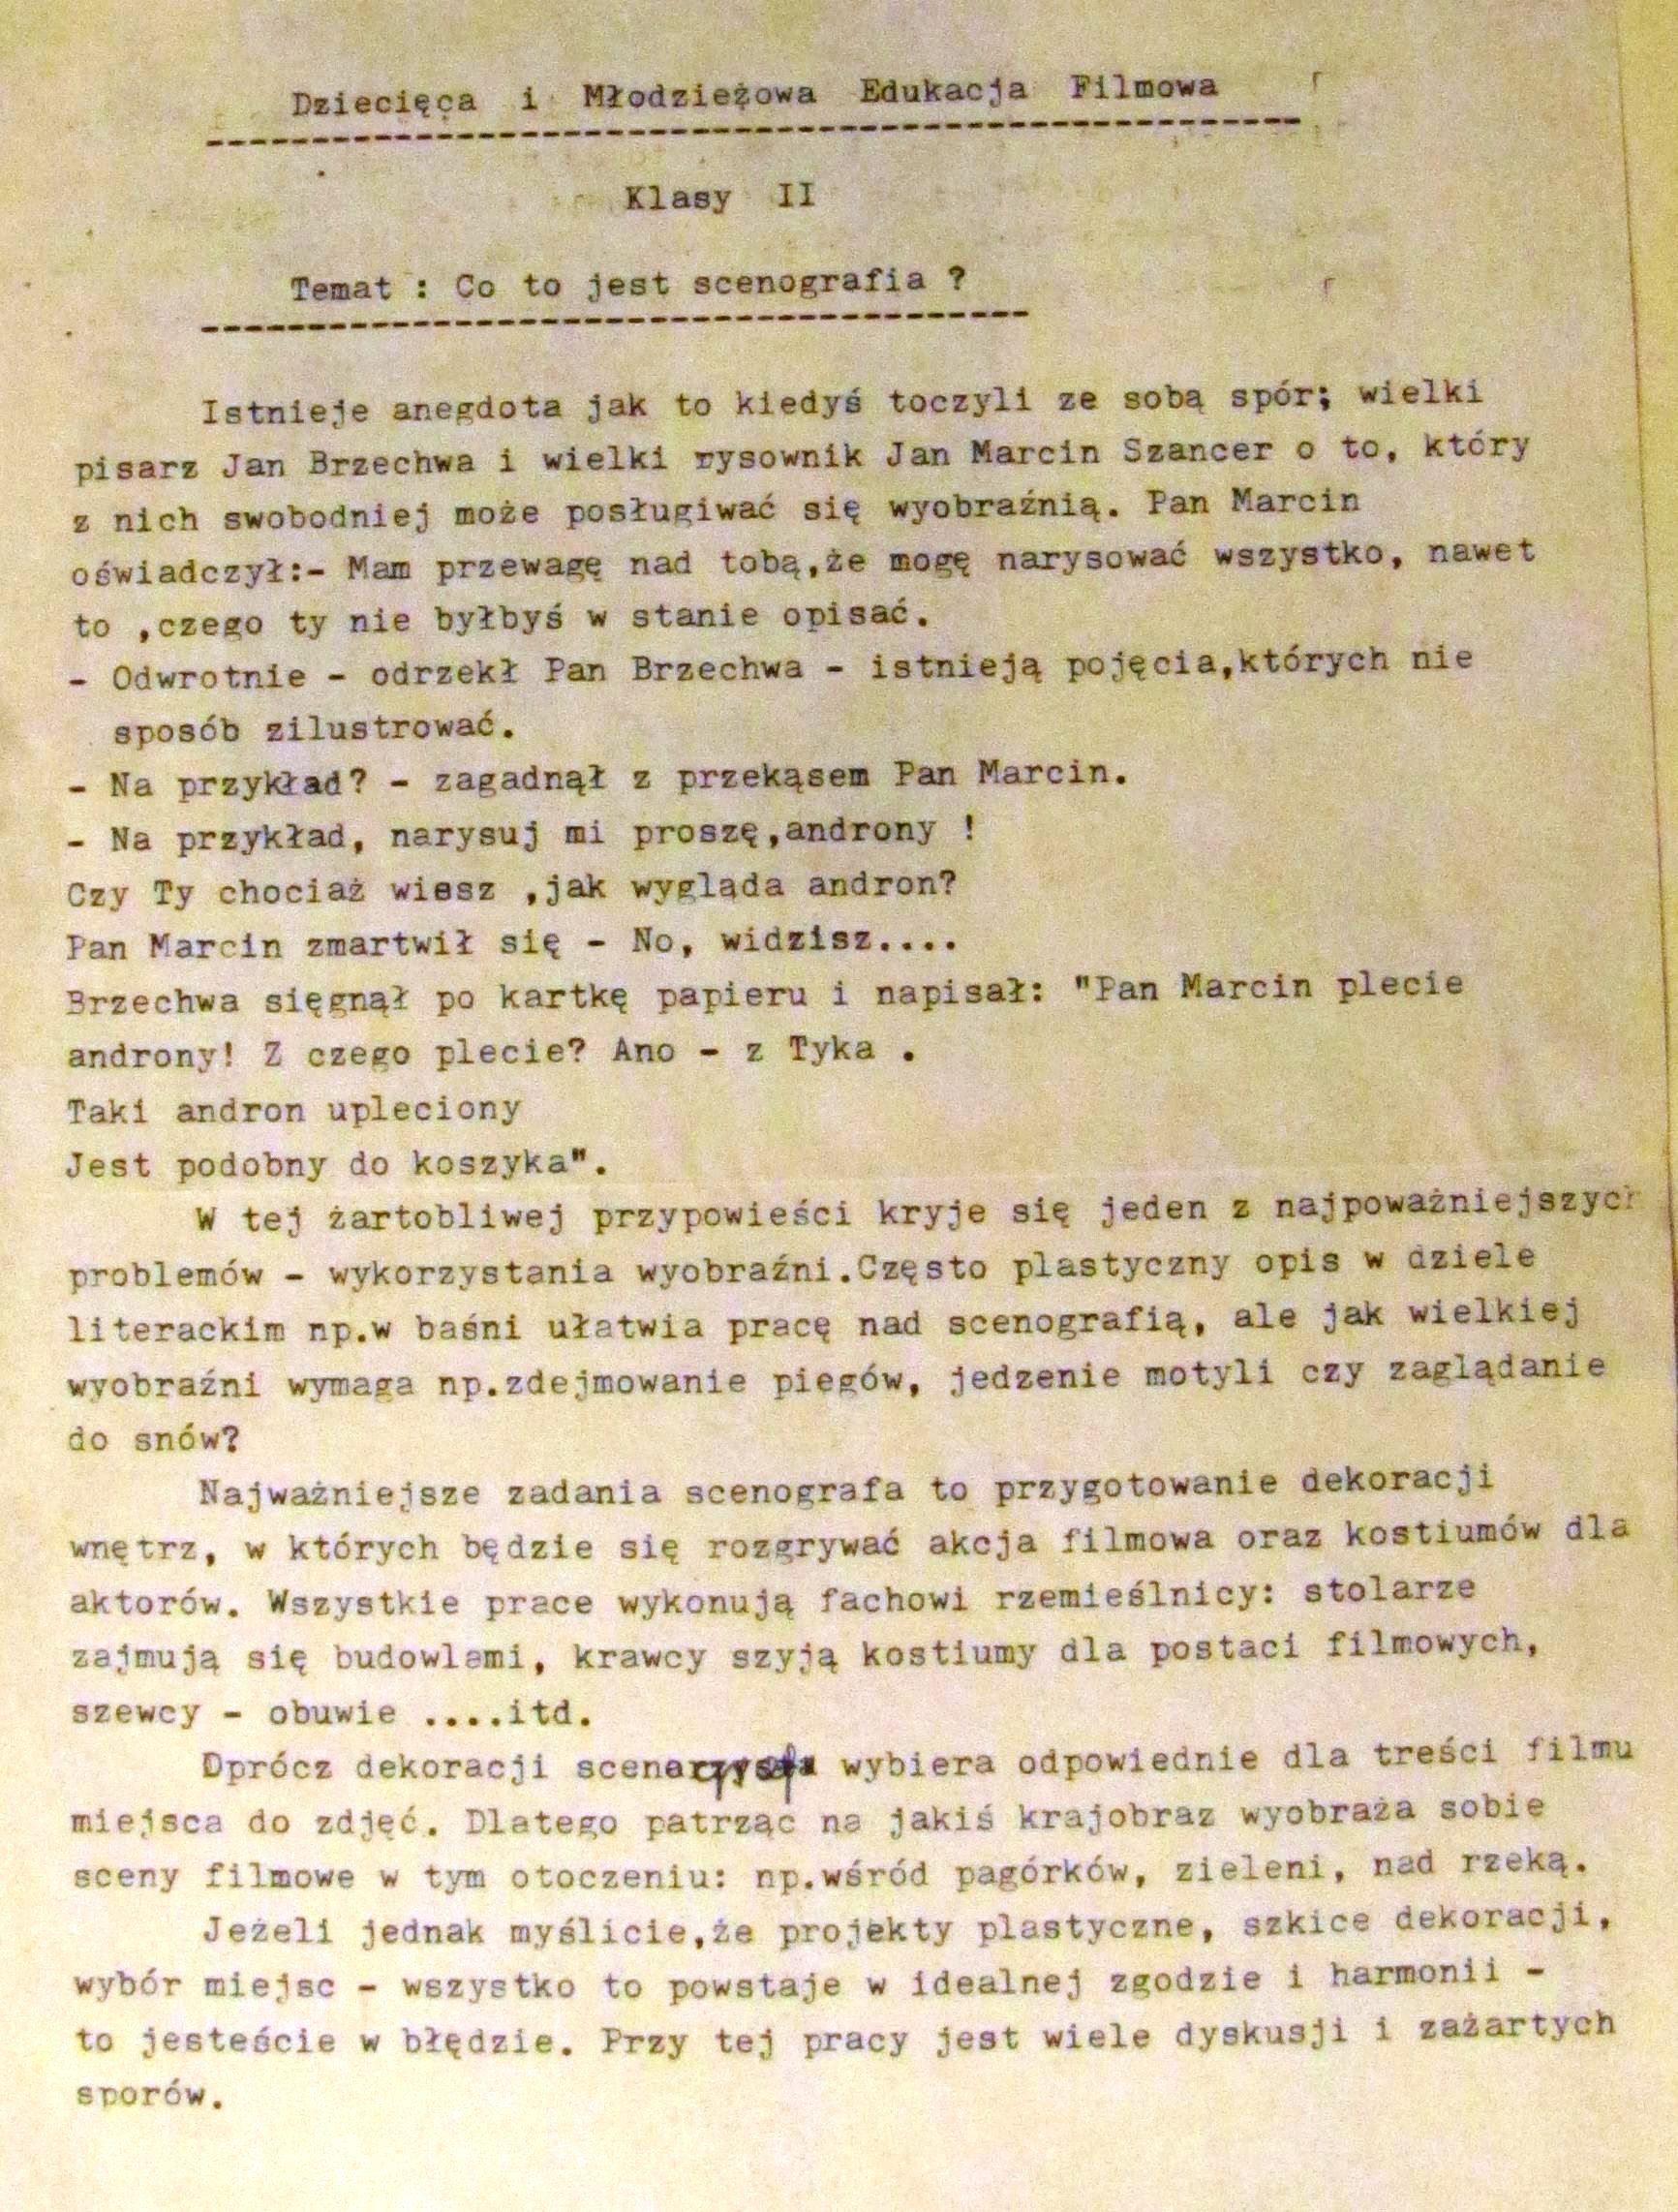 Dziecięca i Młodzieżowa Edukacja Filmowa
Klasy II
Temat : Co to jest scenografia ?
Istnieje anegdota jak to kiedyś toczyli ze sobą spór; wielki
pisarz Jan Brzechwa i wielki rysownik Jan Marcin Szancer o to, który
z nich swobodniej może posługiwać się wyobraźnią. Pan Marcin
oświadczył:- Mam przewagę nad tobą,że mogę narysować wszystko, nawet
to ,czego ty nie byłbyś w stanie opisać.
- Odwrotnie - odrzekł Pan Brzechwa - istnieją pojęcia,których nie
sposób zilustrować.
- Na przykład? - zagadnął z przekąsem Pan Marcin.
- Na przykład, narysuj mi proszę,androny !
Czy Ty chociaż wiesz ,jak wygląda andron?
Pan Marcin zmartwił się - No, widzisz....
Brzechwa sięgnął po kartkę papieru i napisał: "Pan Marcin plecie
androny! Z czego plecie? Ano - z Tyka .
Taki andron upleciony
Jest podobny do koszyka".
W tej żartobliwej przypowieści kryje się jeden z najpoważniejszych
problemów - wykorzystania wyobraźni.Często plastyczny opis w dziele
literackim np.w baśni ułatwia pracę nad scenografią, ale jak wielkiej
wyobraźni wymaga np.zdejmowanie piegów, jedzenie motyli czy zaglądanie
do snów?
Najważniejsze zadania scenografa to przygotowanie dekoracji
wnętrz, w których będzie się rozgrywać akcja filmowa oraz kostiumów dla
aktorów. Wszystkie prace wykonują fachowi rzemieślnicy: stolarze
zajmują się budowlami, krawcy szyją kostiumy dla postaci filmowych,
szewcy - obuwie ....itd.
Oprócz dekoracji wybiera odpowiednie dla treści filmu
miejsca do zdjęć. Dlatego patrząc na jakiś krajobraz wyobraża sobie
sceny filmowe w tym otoczeniu: np.wśród pagórków, zieleni, nad rzeką.
Jeżeli jednak myślicie,że projekty plastyczne, szkice dekoracji,
wybór miejsc - wszystko to powstaje w idealnej zgodzie i harmonii -
to jesteście w błędzie. Przy tej pracy jest wiele dyskusji i zażartych
sporów.